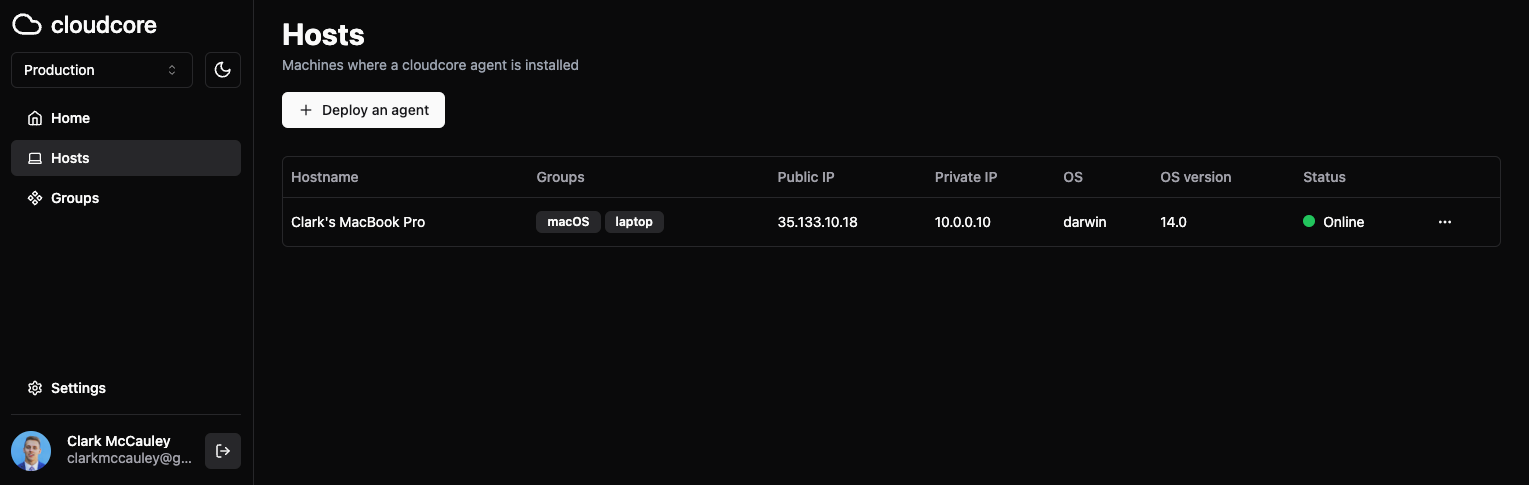 cloudcore
Production
Home
Hosts
Groups
Settings
Clark McCauley
clarkmccauley@g...
Hosts
Machines where a cloudcore agent is installed
Deploy an agent
Hostname Groups Public IP Private IP OS OS version Status
Clark's MacBook Pro macOS laptop 35.133.10.18 10.0.0.10 darwin 14.0 Online